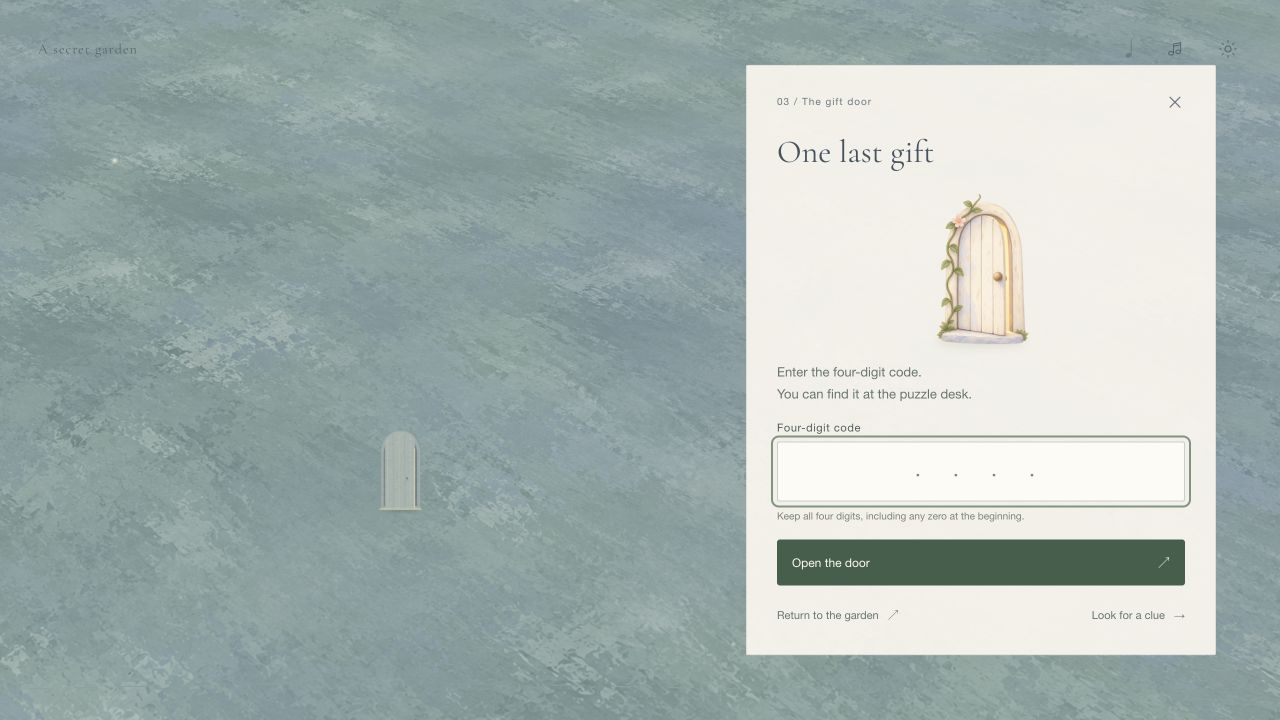 A secret garden
03 / The gift door
One last gift
Enter the four-digit code.
You can find it at the puzzle desk.
Four-digit code
Keep all four digits, including any zero at the beginning.
Open the door
Return to the garden
Look for a clue